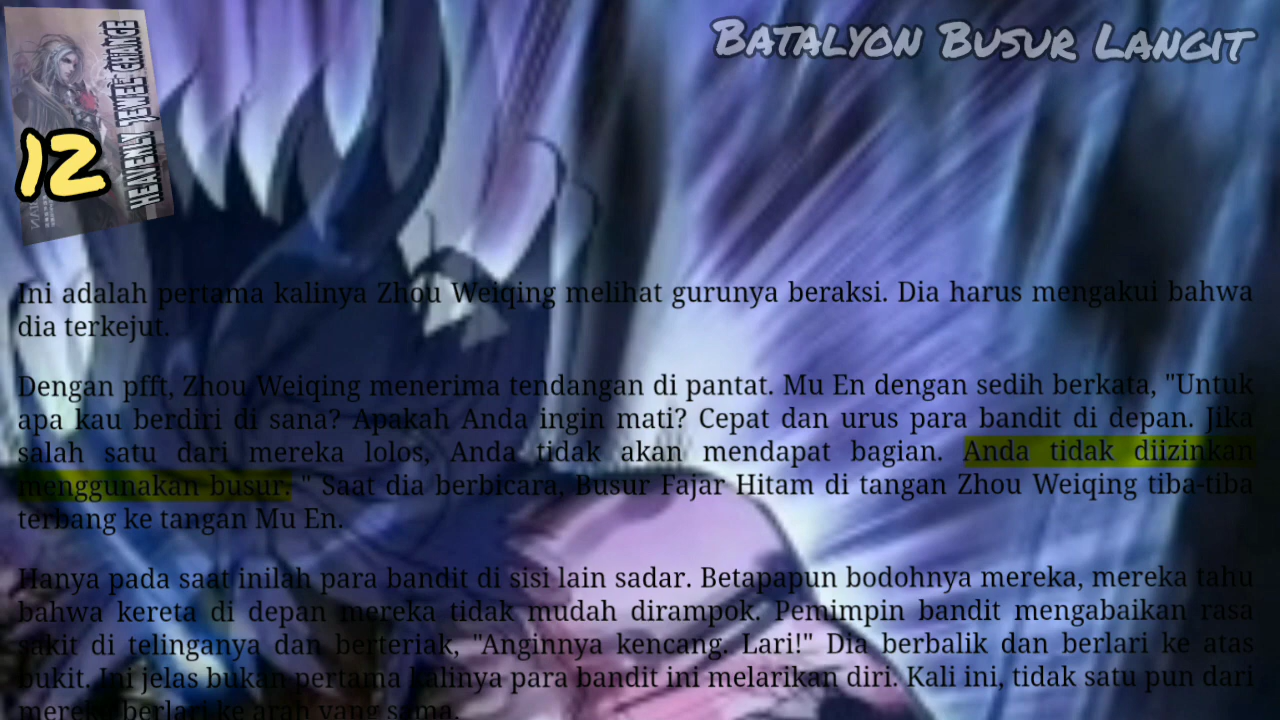 Batalyon Busur Langit
HEAVENLY JEWEL CHANGE
12
Ini adalah pertama kalinya Zhou Weiqing melihat gurunya beraksi. Dia harus mengakui bahwa
dia terkejut.
Dengan pfft, Zhou Weiqing menerima tendangan di pantat. Mu En dengan sedih berkata, "Untuk
apa kau berdiri di sana? Apakah Anda ingin mati? Cepat dan urus para bandit di depan. Jika
salah satu dari mereka lolos, Anda tidak akan mendapat bagian. Anda tidak diizinkan
menggunakan busur. " Saat dia berbicara, Busur Fajar Hitam di tangan Zhou Weiqing tiba-tiba
terbang ke tangan Mu En.
Hanya pada saat inilah para bandit di sisi lain sadar. Betapapun bodohnya mereka, mereka tahu
bahwa kereta di depan mereka tidak mudah dirampok. Pemimpin bandit mengabaikan rasa
sakit di telinganya dan berteriak, "Anginnya kencang. Lari!" Dia berbalik dan berlari ke atas
bukit. Ini jelas bukan pertama kalinya para bandit ini melarikan diri. Kali ini, tidak satu pun dari
mereka berlari ke arah yang sama.